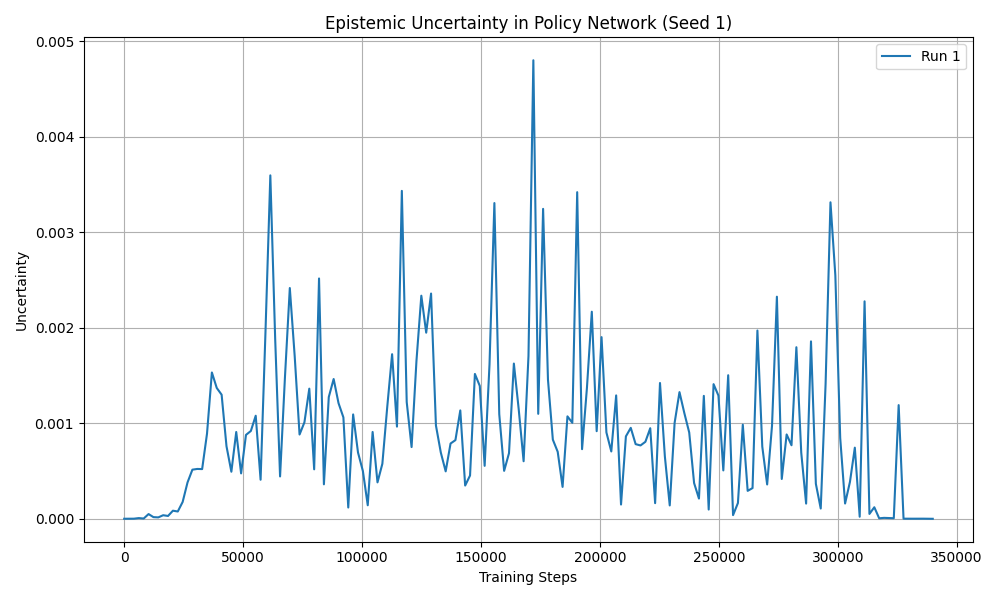 Epistemic Uncertainty in Policy Network (Seed 1)
Run 1
Uncertainty
0.005
0.004
0.003
0.002
0.001
0.000
0 50000 100000 150000 200000 250000 300000 350000
Training Steps